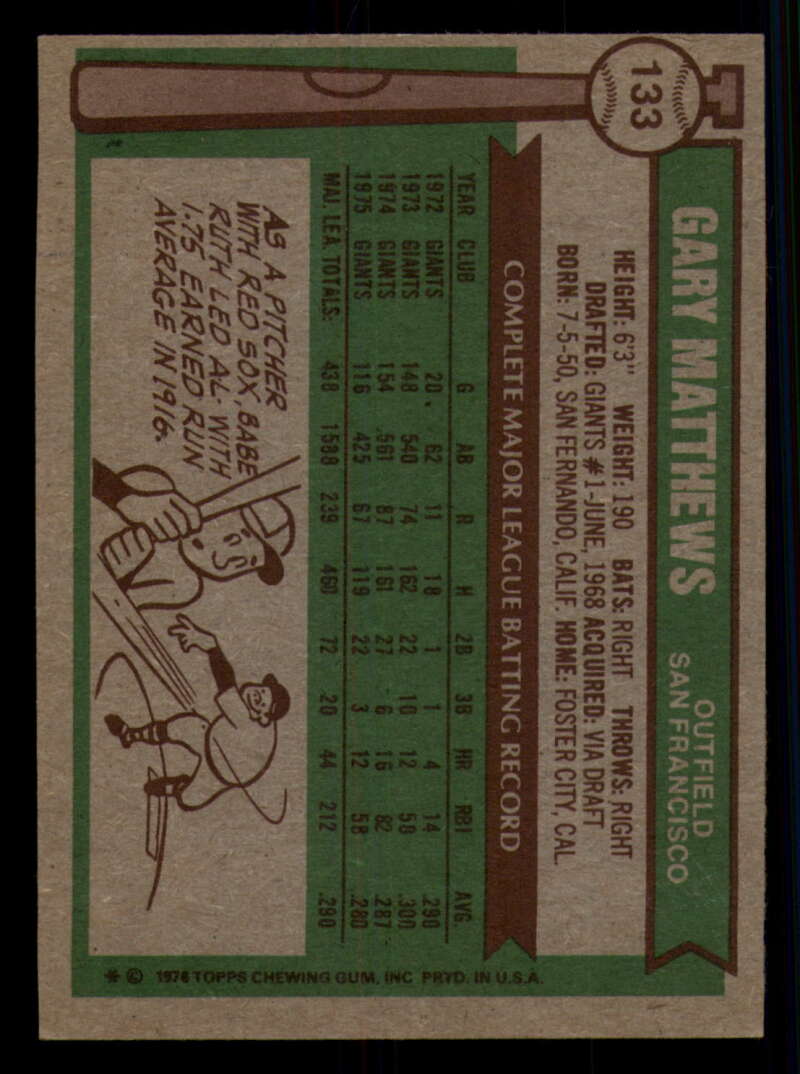 133
GARY MATTHEWS
OUTFIELD
SAN FRANCISCO
HEIGHT: 6'3" WEIGHT: 190 BATS: RIGHT THROWS: RIGHT
DRAFTED: GIANTS #1-JUNE, 1968 ACQUIRED: VIA DRAFT
BORN: 7-5-50, SAN FERNANDO, CALIF. HOME: FOSTER CITY, CAL.
COMPLETE MAJOR LEAGUE BATTING RECORD
YEAR CLUB G AB R H 2B 3B HR RBI AVG.
1972 GIANTS 20 62 11 18 1 1 4 14 .290
1973 GIANTS 148 540 74 162 22 10 12 58 .300
1974 GIANTS 154 561 87 161 27 6 16 82 .287
1975 GIANTS 116 425 67 119 22 3 12 58 .280
MAJ. LEA. TOTALS: 438 1588 239 460 72 20 44 212 .290
AS A PITCHER
WITH RED SOX, BABE
RUTH LED AL- WITH
1.75 EARNED RUN
AVERAGE IN 1916.
* © 1976 TOPPS CHEWING GUM, INC PRTD. IN U.S.A.